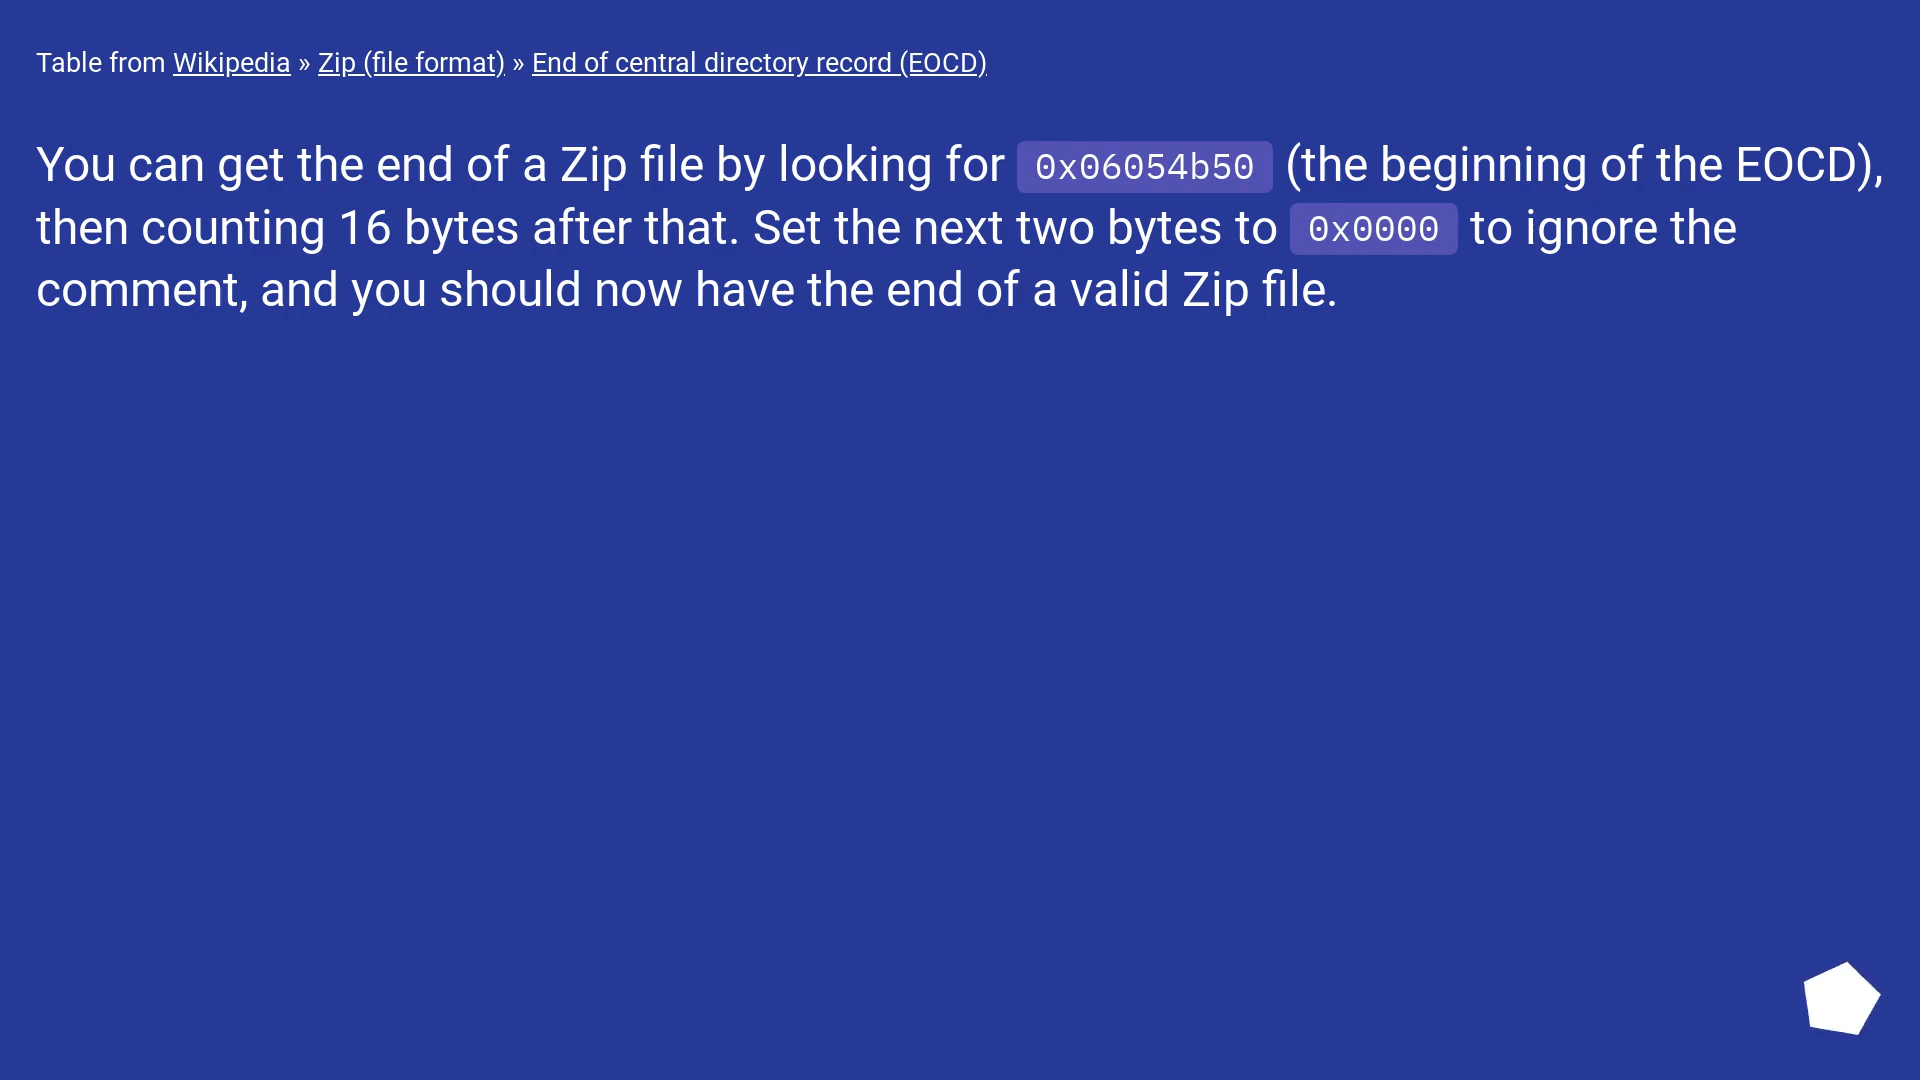 Table from Wikipedia » Zip (file format) » End of central directory record (EOCD)
You can get the end of a Zip file by looking for 0x06054b50 (the beginning of the EOCD),
then counting 16 bytes after that. Set the next two bytes to 0x0000 to ignore the
comment, and you should now have the end of a valid Zip file.